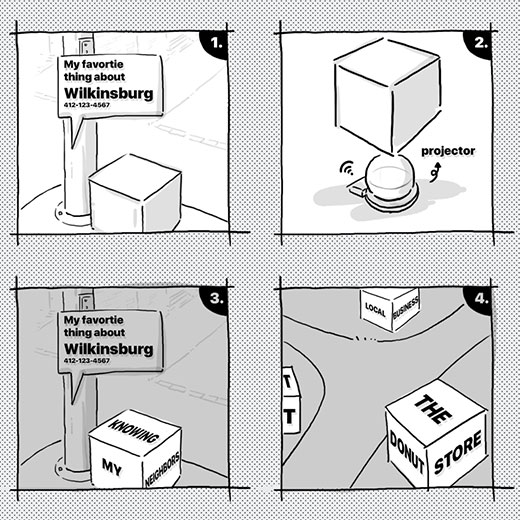 1.
My favortie
thing about
Wilkinsburg
412-123-4567
2.
projector
3.
My favortie
thing about
Wilkinsburg
412-123-4567
KNOWING
MY
NEIGHBORS
4.
LOCAL
BUSINESS
T
T
THE
DONUT
STORE